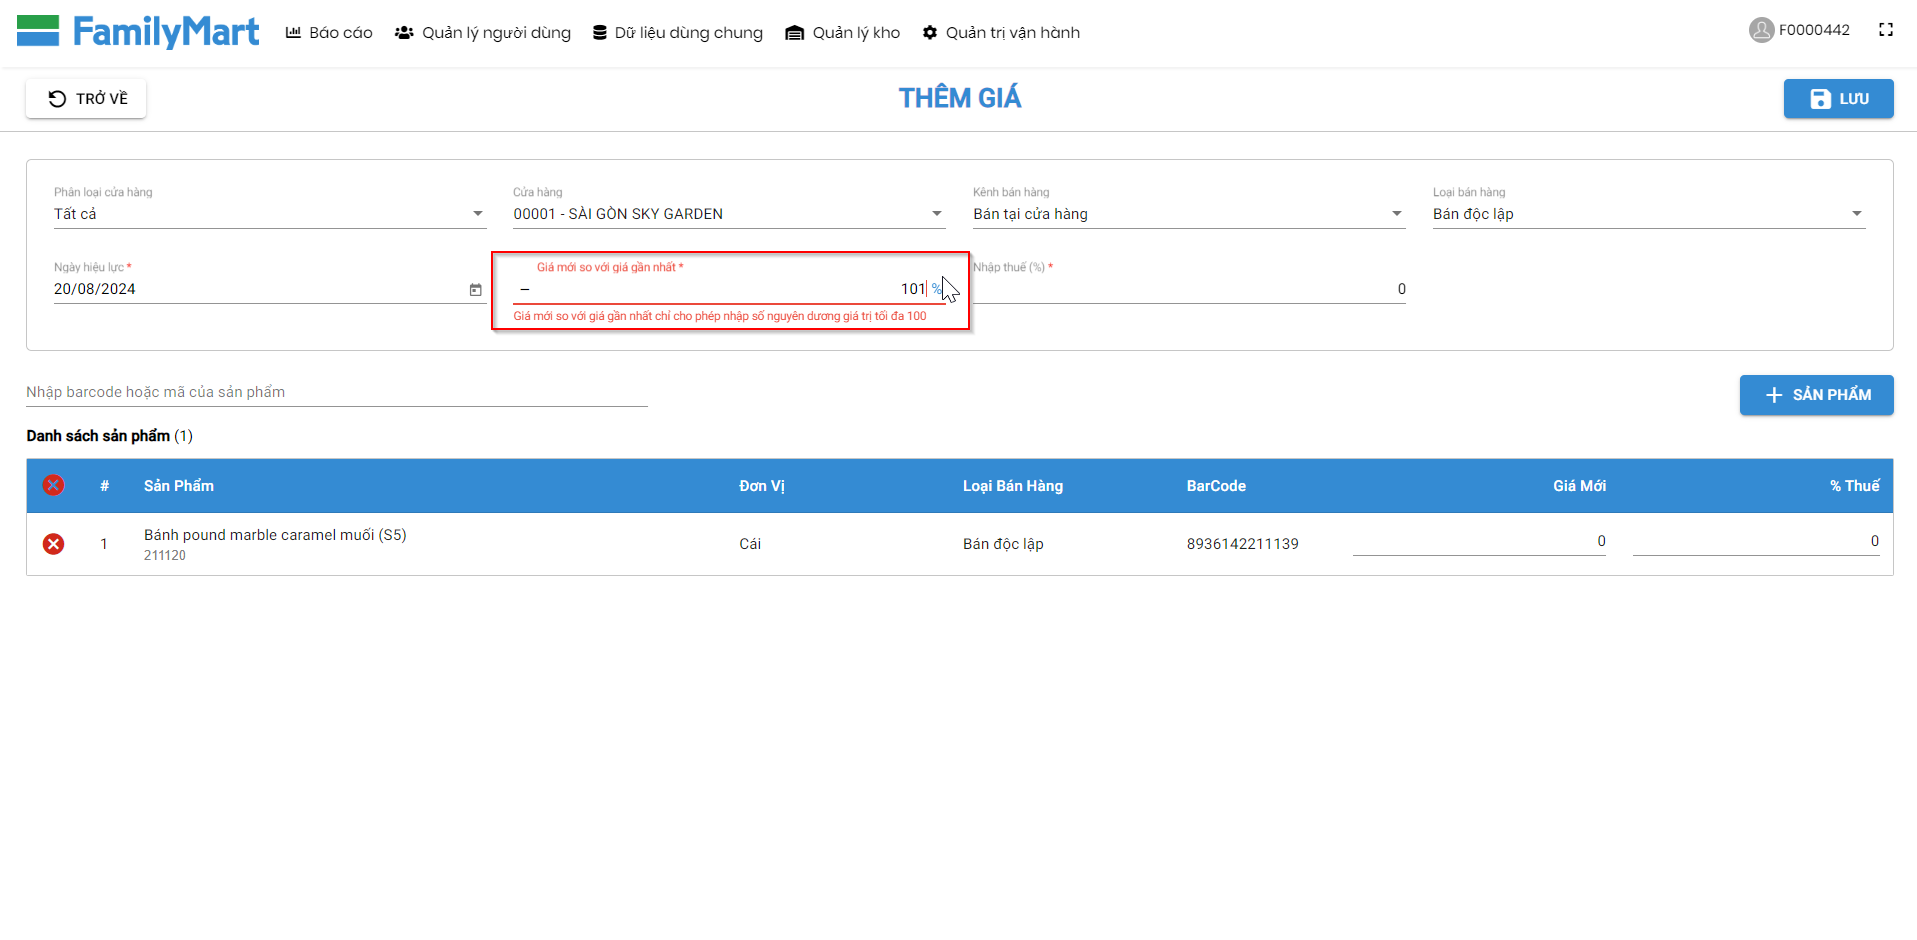 FamilyMart
Báo cáo
Quản lý người dùng
Dữ liệu dùng chung
Quản lý kho
Quản trị vận hành
F0000442
TRỞ VỀ
THÊM GIÁ
LƯU
Phân loại cửa hàng
Tất cả
Cửa hàng
00001 - SÀI GÒN SKY GARDEN
Kênh bán hàng
Bán tại cửa hàng
Loại bán hàng
Bán độc lập
Ngày hiệu lực *
20/08/2024
Giá mới so với giá gần nhất *
– 101 %
Giá mới so với giá gần nhất chỉ cho phép nhập số nguyên dương giá trị tối đa 100
Nhập thuế (%) *
0
Nhập barcode hoặc mã của sản phẩm
SẢN PHẨM
Danh sách sản phẩm (1)
# Sản Phẩm Đơn Vị Loại Bán Hàng BarCode Giá Mới % Thuế
1 Bánh pound marble caramel muối (S5) Cái Bán độc lập 8936142211139 0 0
211120